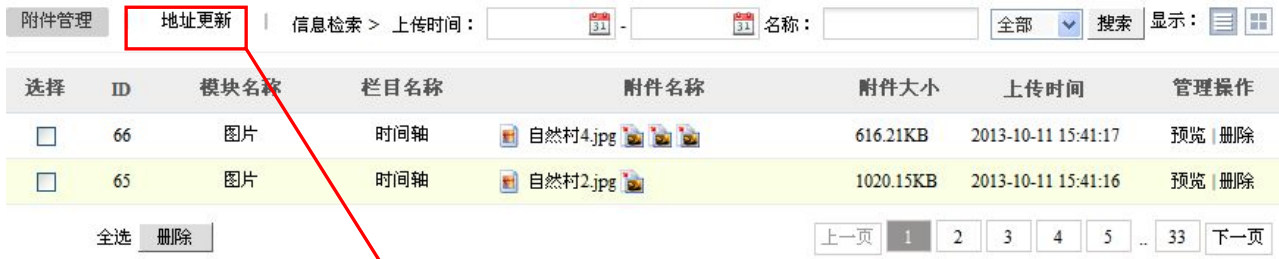 附件管理 地址更新 | 信息检索 > 上传时间： 31 - 31 名称： 全部 搜索 显示：
选择 ID 模块名称 栏目名称 附件名称 附件大小 上传时间 管理操作
66 图片 时间轴 自然村4.jpg 616.21KB 2013-10-11 15:41:17 预览 | 删除
65 图片 时间轴 自然村2.jpg 1020.15KB 2013-10-11 15:41:16 预览 | 删除
全选 删除 上一页 1 2 3 4 5 .. 33 下一页